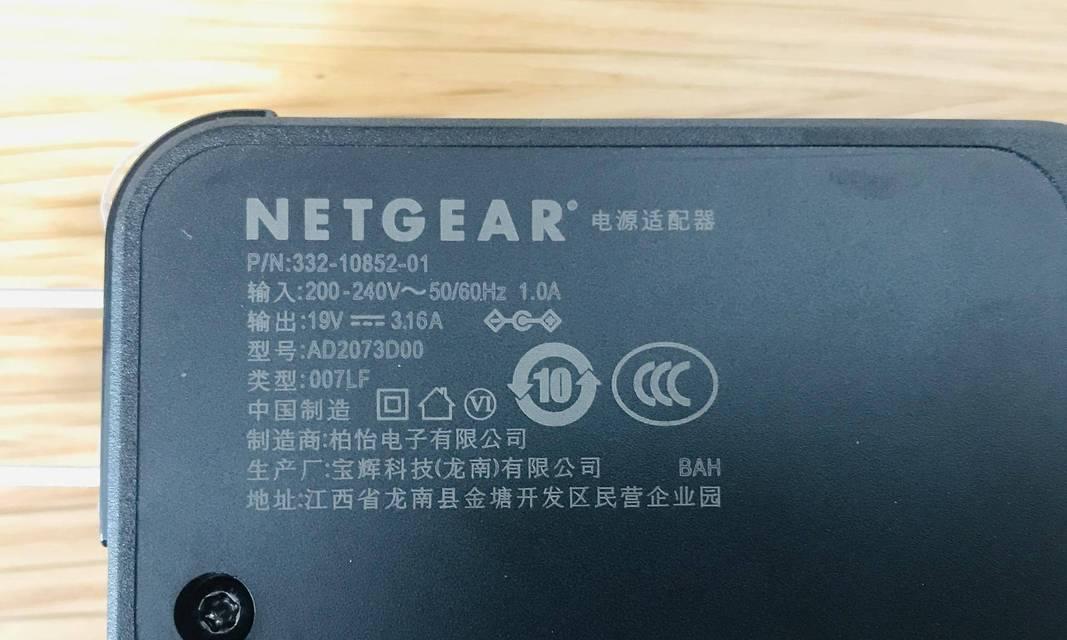 NETGEAR® 电源适配器
P/N:332-10852-01
输入:200-240V～50/60Hz 1.0A
输出:19V ⎓ 3.16A
型号:AD2073D00
类型:007LF
中国制造 VI 10 CCC
制造商:柏怡电子有限公司
生产厂:宝辉科技(龙南)有限公司 BAH
地址:江西省龙南县金塘开发区民营企业园